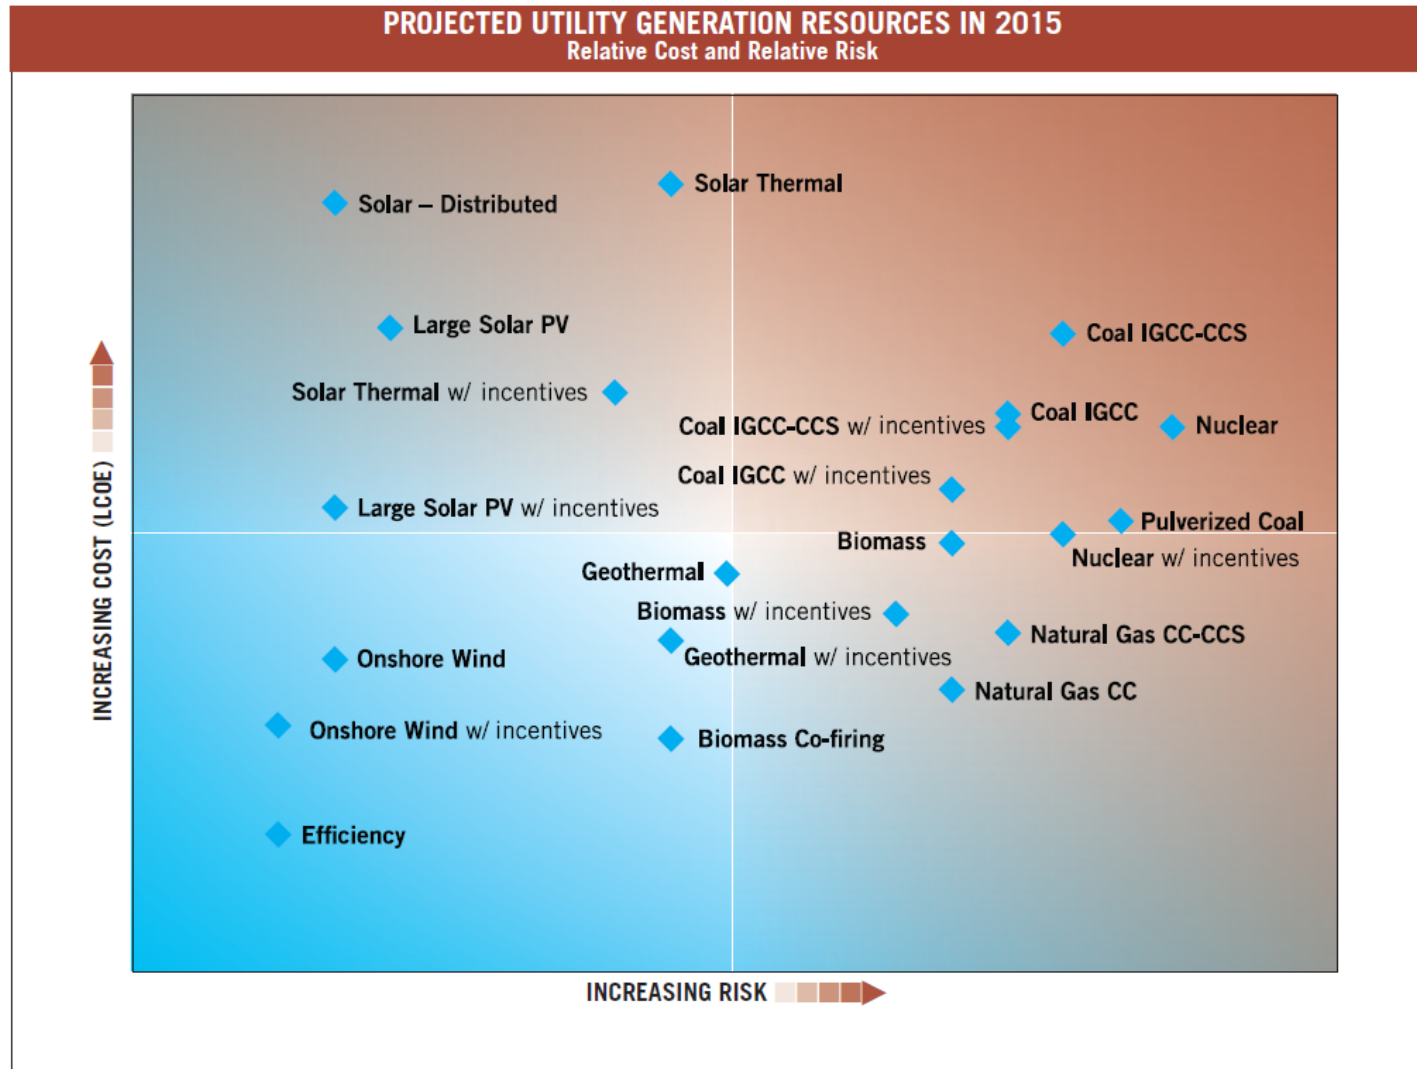 PROJECTED UTILITY GENERATION RESOURCES IN 2015
Relative Cost and Relative Risk
Solar Thermal
Solar – Distributed
Large Solar PV
Coal IGCC-CCS
Solar Thermal w/ incentives
Coal IGCC
Coal IGCC-CCS w/ incentives
Nuclear
Coal IGCC w/ incentives
Large Solar PV w/ incentives
Pulverized Coal
Biomass
Nuclear w/ incentives
Geothermal
Biomass w/ incentives
Natural Gas CC-CCS
Geothermal w/ incentives
Onshore Wind
Natural Gas CC
Onshore Wind w/ incentives
Biomass Co-firing
Efficiency
INCREASING COST (LCOE)
INCREASING RISK